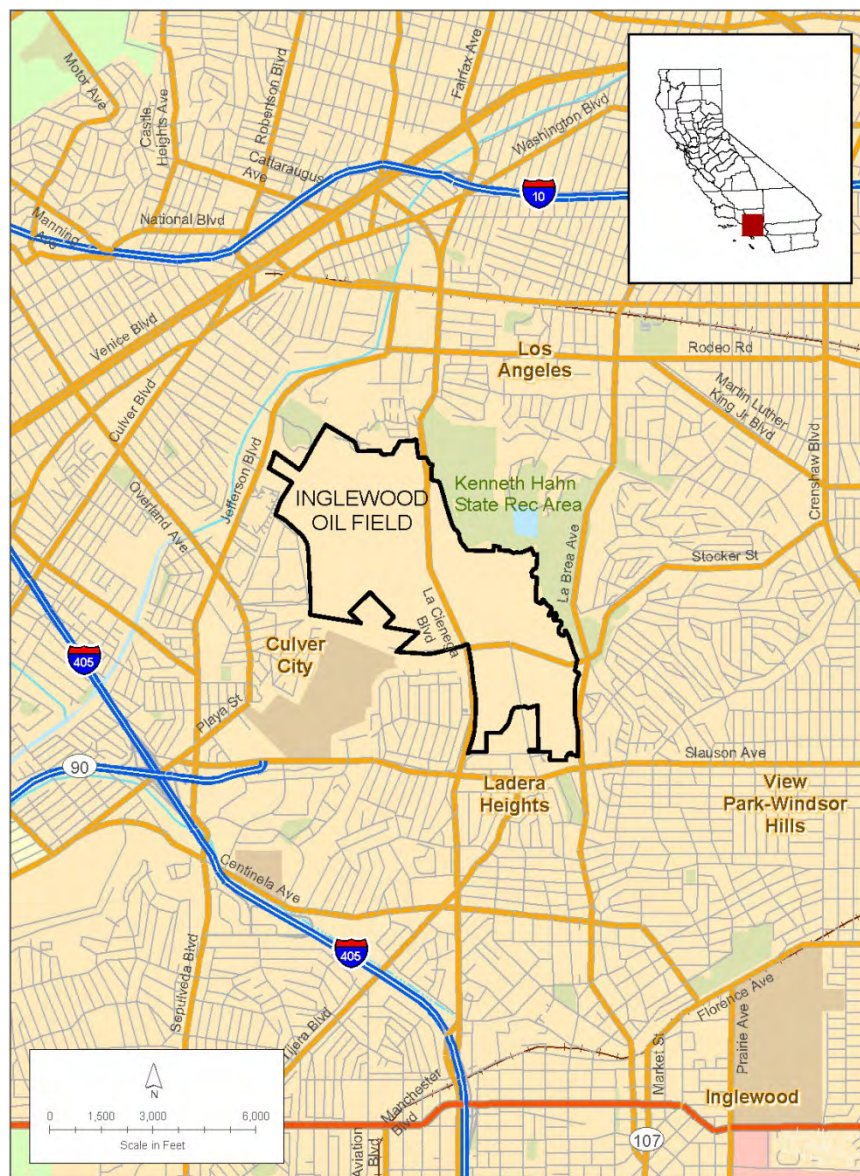 Motor Ave
Castle
Heights Ave
Robertson Blvd
Fairfax Ave
Washington Blvd
Cattaraugus
Ave
10
National Blvd
Manning
Ave
Venice Blvd
Culver Blvd
Los
Angeles
Rodeo Rd
Martin Luther
King Jr Blvd
Crenshaw Blvd
Jefferson Blvd
Overland Ave
INGLEWOOD
OIL FIELD
Kenneth Hahn
State Rec Area
La Brea Ave
Stocker St
La Cienega
Blvd
Culver
City
405
Playa St
90
Slauson Ave
Ladera
Heights
View
Park-Windsor
Hills
Centinela Ave
405
Sepulveda Blvd
Tijera Blvd
Florence Ave
Prairie Ave
Market St
Manchester
Blvd
Inglewood
Aviation
Blvd
107
N
0 1,500 3,000 6,000
Scale in Feet